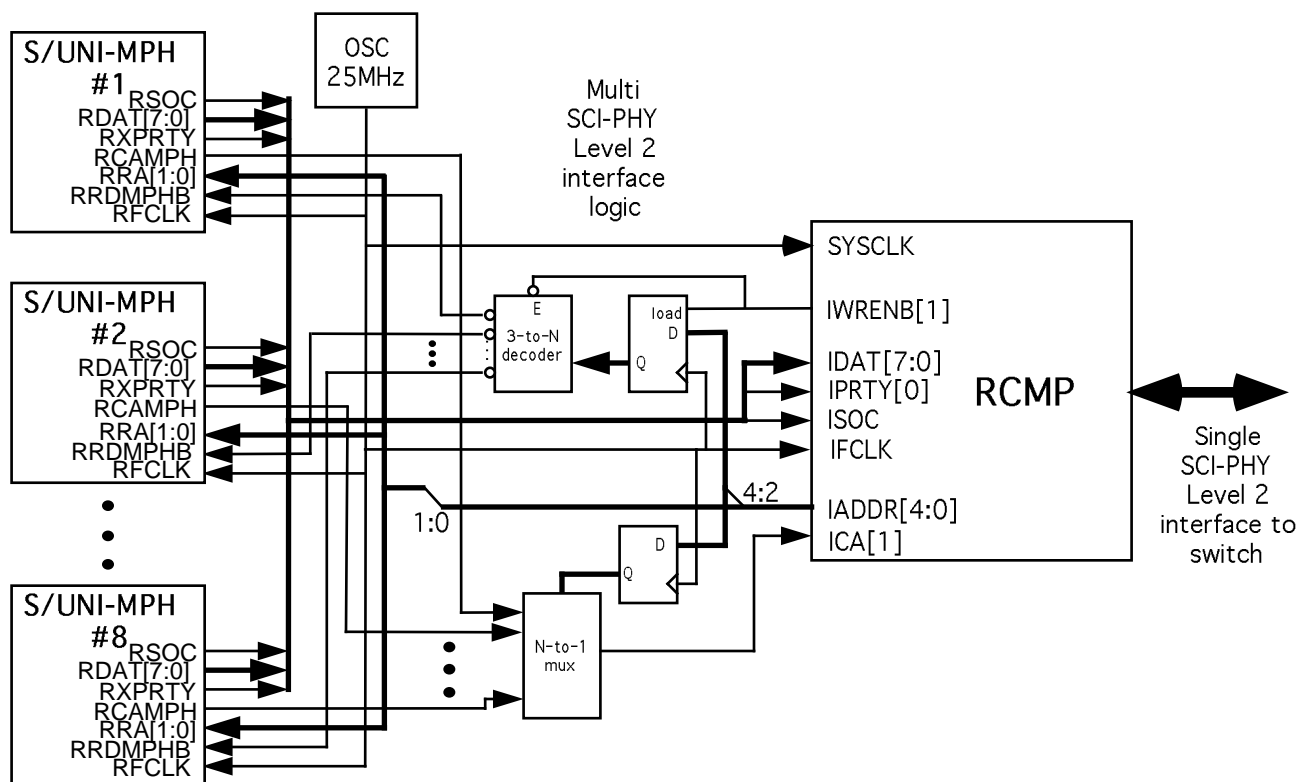 S/UNI-MPH
#1
RSOC
RDAT[7:0]
RXPRTY
RCAMPH
RRA[1:0]
RRDMPHB
RFCLK
OSC
25MHz
Multi
SCI-PHY
Level 2
interface
logic
S/UNI-MPH
#2
RSOC
RDAT[7:0]
RXPRTY
RCAMPH
RRA[1:0]
RRDMPHB
RFCLK
E
3-to-N
decoder
load
D
Q
SYSCLK
IWRENB[1]
IDAT[7:0]
IPRTY[0]
ISOC
IFCLK
IADDR[4:0]
ICA[1]
RCMP
Single
SCI-PHY
Level 2
interface to
switch
1:0
4:2
D
Q
N-to-1
mux
S/UNI-MPH
#8
RSOC
RDAT[7:0]
RXPRTY
RCAMPH
RRA[1:0]
RRDMPHB
RFCLK